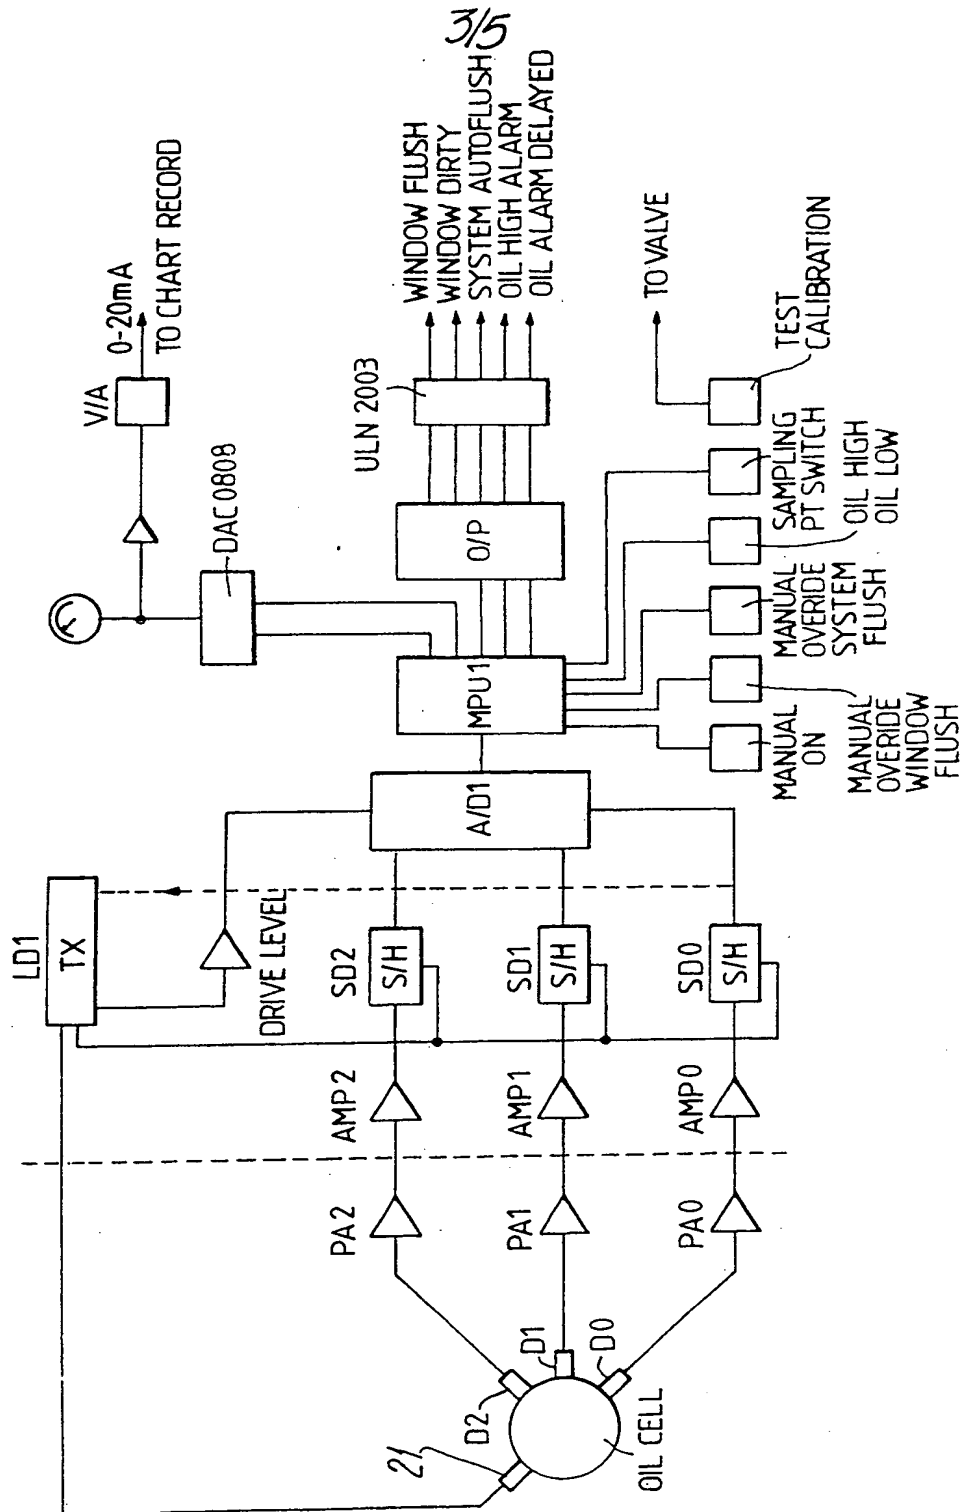 3/5
0-20mA
TO CHART RECORD
V/A
DAC 0808
WINDOW FLUSH
WINDOW DIRTY
SYSTEM AUTOFLUSH
OIL HIGH ALARM
OIL ALARM DELAYED
ULN 2003
O/P
TO VALVE
TEST
CALIBRATION
SAMPLING
PT SWITCH
OIL HIGH
OIL LOW
MANUAL
OVERIDE
SYSTEM
FLUSH
MANUAL
OVERIDE
WINDOW
FLUSH
MANUAL
ON
MPU1
A/D1
LD1
TX
DRIVE LEVEL
SD2
S/H
SD1
S/H
SD0
S/H
AMP2
AMP1
AMP0
PA2
PA1
PA0
D2
D1
D0
21
OIL CELL